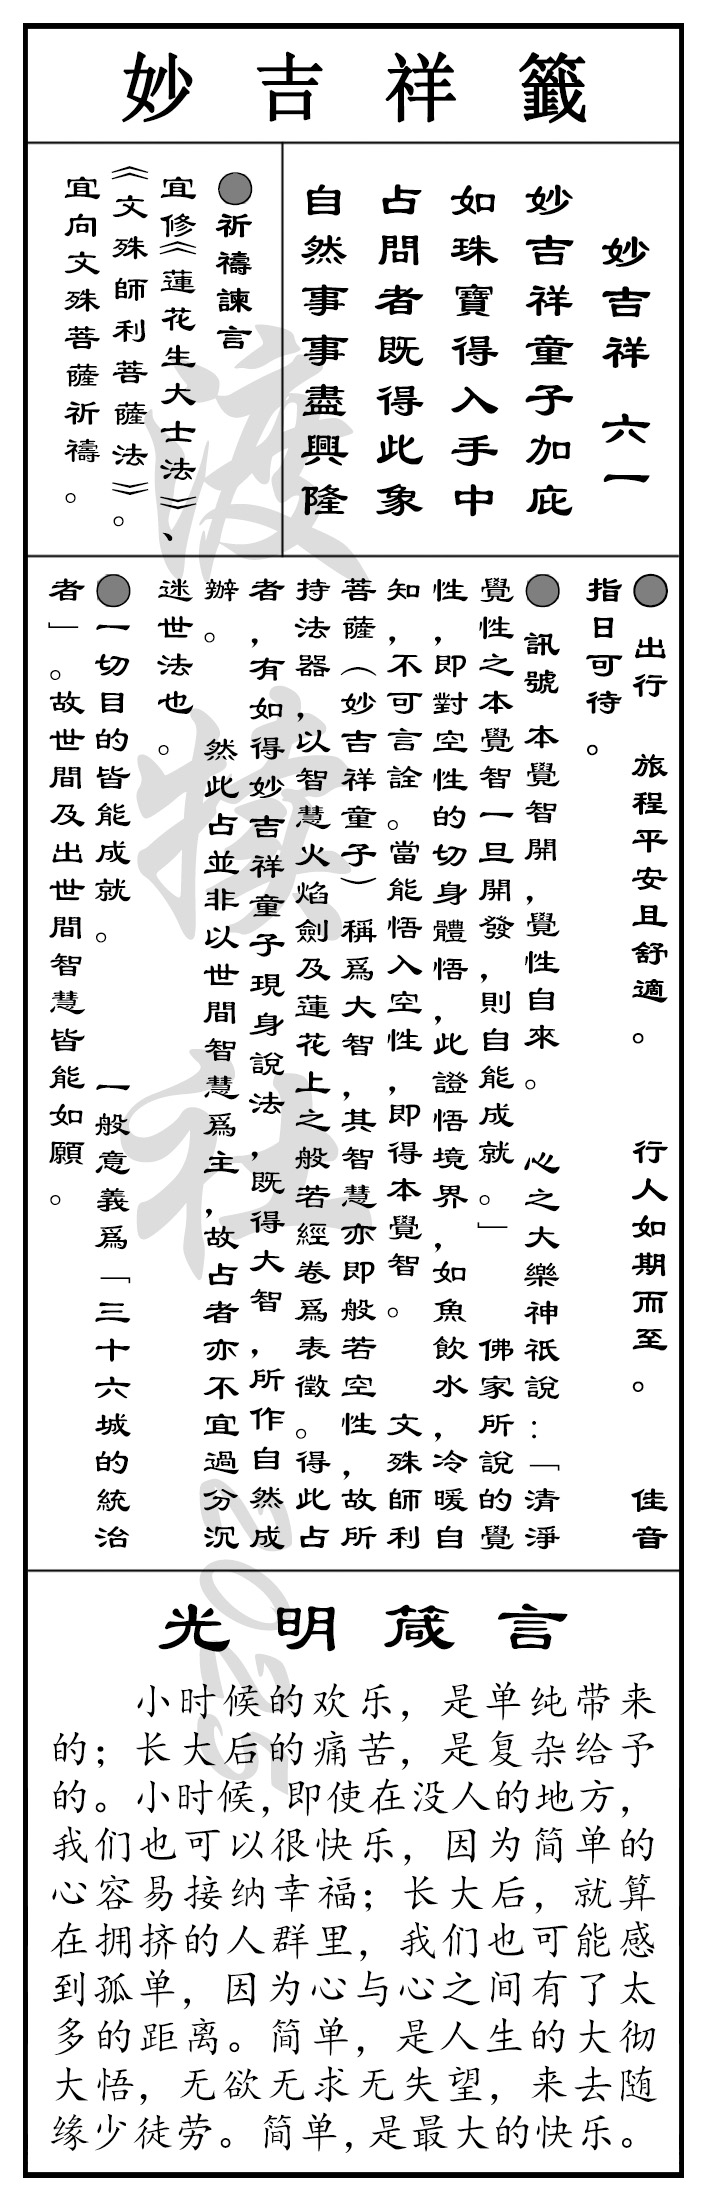 妙吉祥籤
妙吉祥 六一
妙吉祥童子加庇
如珠寶得入手中
占問者既得此象
自然事事盡興隆
●祈禱諫言
宜修《蓮花生大士法》、
《文殊師利菩薩法》。
宜向文殊菩薩祈禱。
● 出行 旅程平安且舒適。 行人如期而至。 佳音
指日可待。
● 訊號 本覺智開，覺性自來。 心之大樂神祇說：「清淨
覺性之本覺智一旦開發，則自能成就。」 佛家所說的覺
性，即對空性的切身體悟，此證悟境界，如魚飲水，冷暖自
知，不可言詮。當能悟入空性，即得本覺智。 文殊師利
菩薩（妙吉祥童子）稱爲大智，其智慧亦即般若空性，故所
持法器，以智慧火焰劍及蓮花上之般若經卷爲表徵。得此占
者，有如得妙吉祥童子現身說法，既得大智，所作自然成
辦。 然此占並非以世間智慧爲主，故占者亦不宜過分沉
迷世法也。
●一切目的皆能成就。 一般意義爲「三十六城的統治
者」。故世間及出世間智慧皆能如願。
光明箴言
小时候的欢乐，是单纯带来
的；长大后的痛苦，是复杂给予
的。小时候，即使在没人的地方，
我们也可以很快乐，因为简单的
心容易接纳幸福；长大后，就算
在拥挤的人群里，我们也可能感
到孤单，因为心与心之间有了太
多的距离。简单，是人生的大彻
大悟，无欲无求无失望，来去随
缘少徒劳。简单，是最大的快乐。
2025